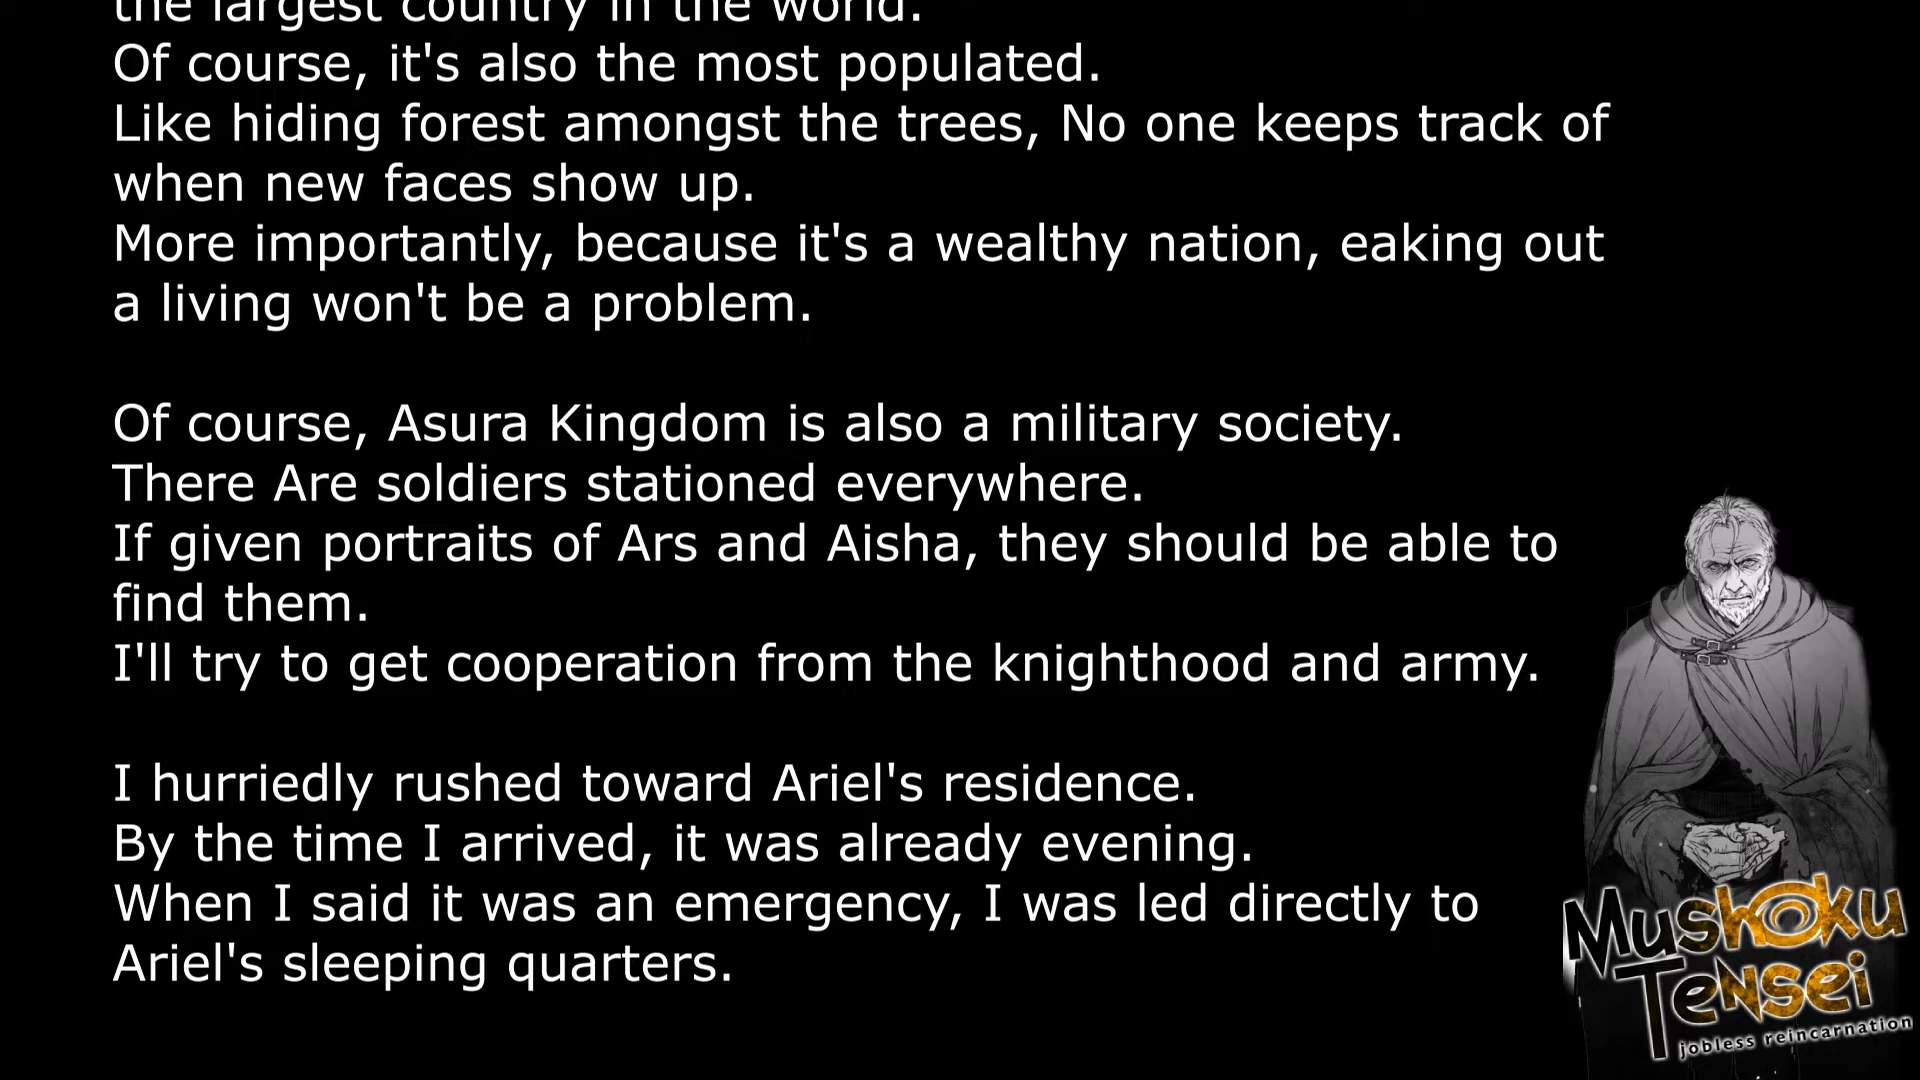 the largest country in the world.
Of course, it's also the most populated.
Like hiding forest amongst the trees, No one keeps track of
when new faces show up.
More importantly, because it's a wealthy nation, eaking out
a living won't be a problem.
Of course, Asura Kingdom is also a military society.
There Are soldiers stationed everywhere.
If given portraits of Ars and Aisha, they should be able to
find them.
I'll try to get cooperation from the knighthood and army.
I hurriedly rushed toward Ariel's residence.
By the time I arrived, it was already evening.
When I said it was an emergency, I was led directly to
Ariel's sleeping quarters.
Mushoku
Tensei
jobless reincarnation